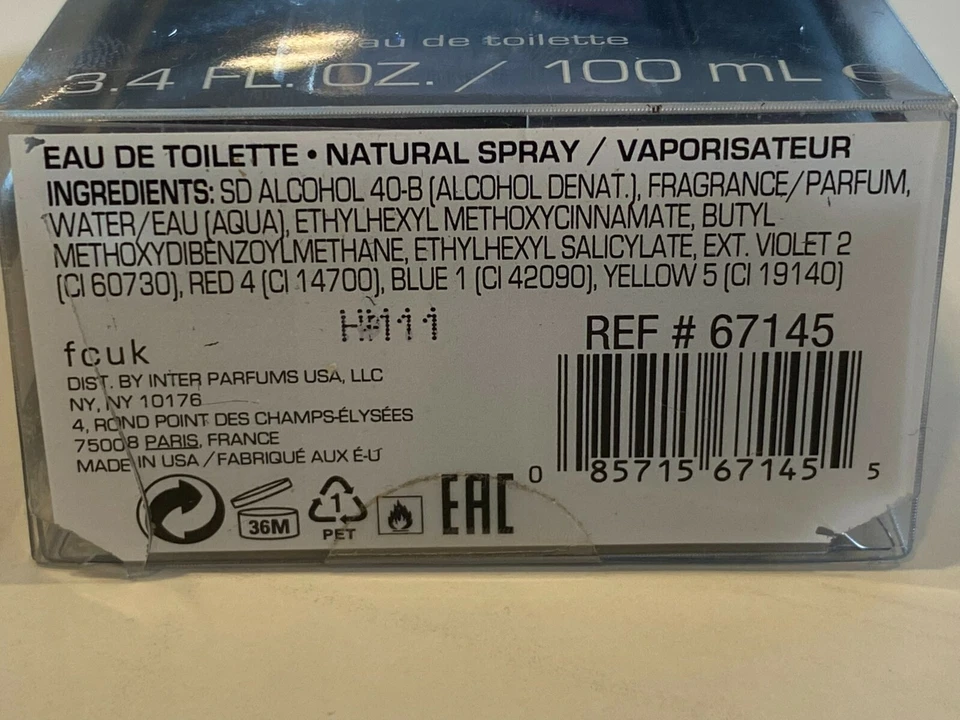 eau de toilette
3.4 FL. OZ. / 100 mL e
EAU DE TOILETTE • NATURAL SPRAY / VAPORISATEUR
INGREDIENTS: SD ALCOHOL 40-B (ALCOHOL DENAT.), FRAGRANCE/PARFUM,
WATER/EAU (AQUA), ETHYLHEXYL METHOXYCINNAMATE, BUTYL
METHOXYDIBENZOYLMETHANE, ETHYLHEXYL SALICYLATE, EXT. VIOLET 2
(CI 60730), RED 4 (CI 14700), BLUE 1 (CI 42090), YELLOW 5 (CI 19140)
fcuk
DIST. BY INTER PARFUMS USA, LLC
NY, NY 10176
4, ROND POINT DES CHAMPS-ÉLYSÉES
75008 PARIS, FRANCE
MADE IN USA / FABRIQUÉ AUX É-U
REF # 67145
0 85715 67145 5
36M
1
PET
EAC